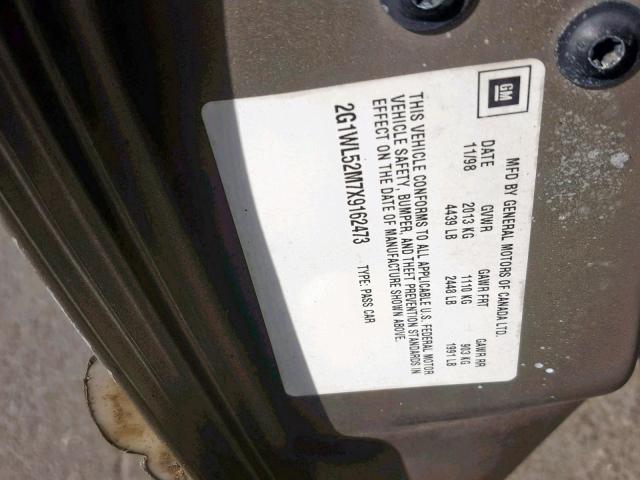 GM
MFD BY GENERAL MOTORS OF CANADA LTD.
DATE GVWR GAWR FRT GAWR RR
11/98 2013 KG 1110 KG 903 KG
4439 LB 2448 LB 1991 LB
THIS VEHICLE CONFORMS TO ALL APPLICABLE U.S. FEDERAL MOTOR
VEHICLE SAFETY, BUMPER, AND THEFT PREVENTION STANDARDS IN
EFFECT ON THE DATE OF MANUFACTURE SHOWN ABOVE.
2G1WL52M7X9162473 TYPE: PASS CAR